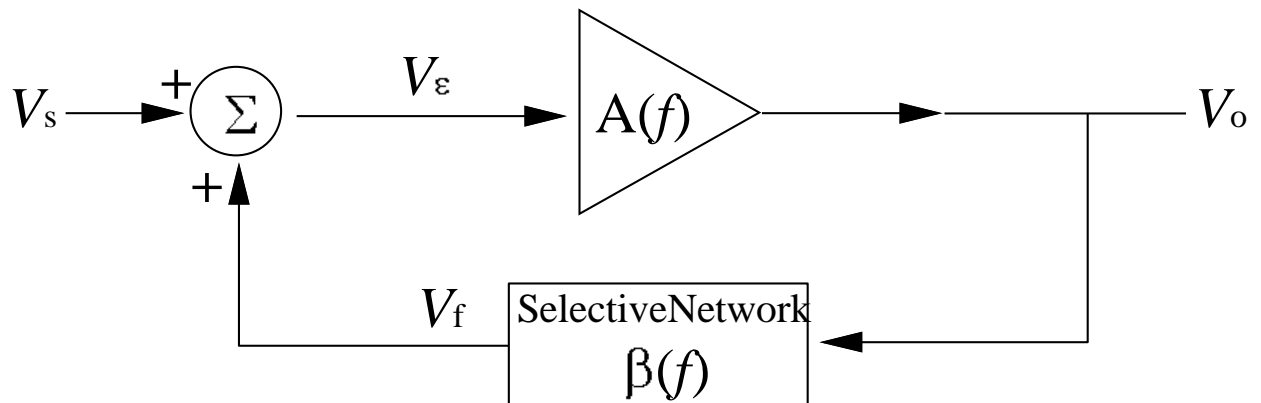 Vs
+
Σ
+
Vε
A(f)
Vo
Vf
SelectiveNetwork
β(f)